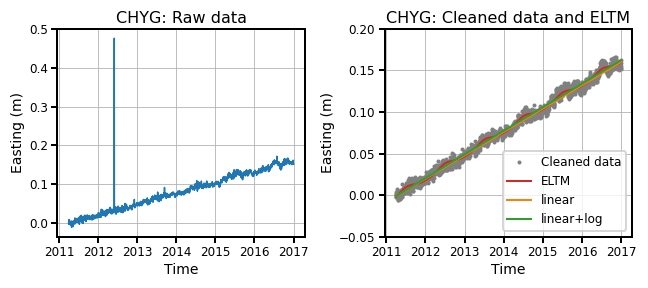 CHYG: Raw data
0.5
0.4
0.3
0.2
0.1
0.0
Easting (m)
2011 2012 2013 2014 2015 2016 2017
Time
CHYG: Cleaned data and ELTM
0.20
0.15
0.10
0.05
0.00
−0.05
Easting (m)
Cleaned data
ELTM
linear
linear+log
2011 2012 2013 2014 2015 2016 2017
Time